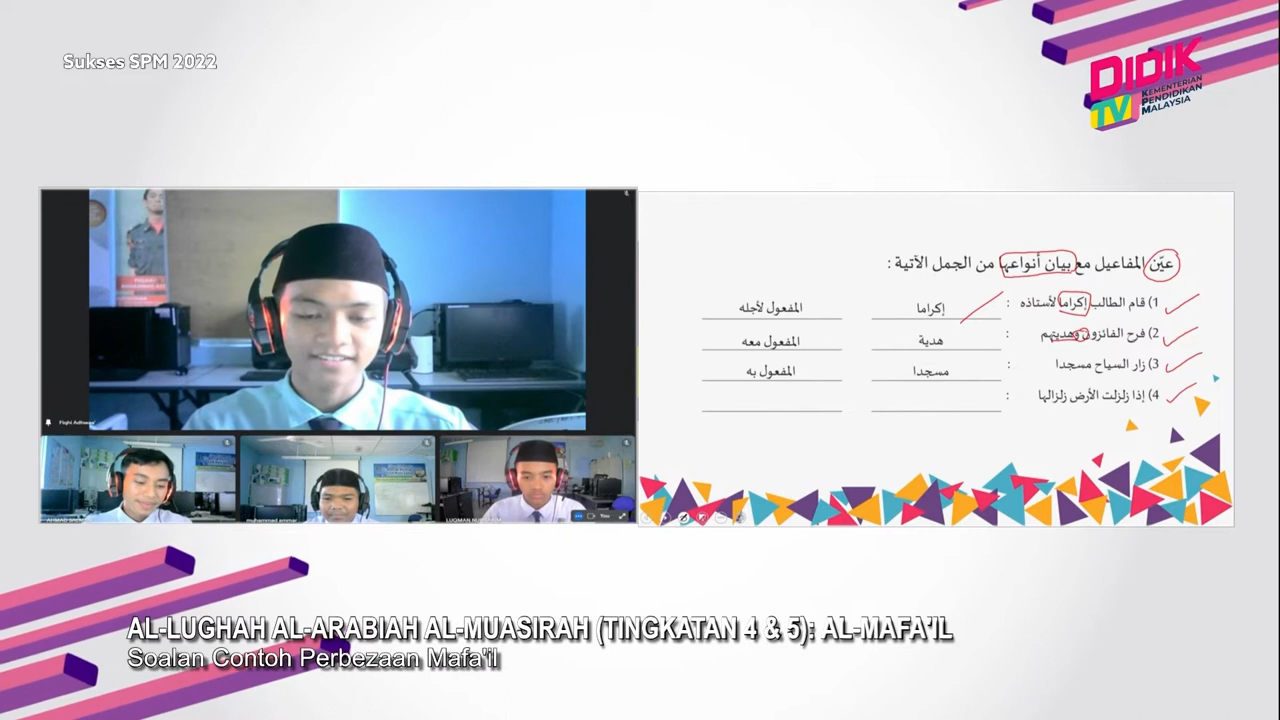 Sukses SPM 2022
DIDIK
TV
KEMENTERIAN
PENDIDIKAN
MALAYSIA
عيّن المفاعيل مع بيان أنواعها من الجمل الآتية :
1) قام الطالب إكراما لأستاذه : إكراما المفعول لأجله
2) فرح الفائزون وهديتهم : هدية المفعول معه
3) زار السياح مسجدا : مسجدا المفعول به
4) إذا زلزلت الأرض زلزالها :
You
AL-LUGHAH AL-ARABIAH AL-MUASIRAH (TINGKATAN 4 & 5): AL-MAFA'IL
Soalan Contoh Perbezaan Mafa'il